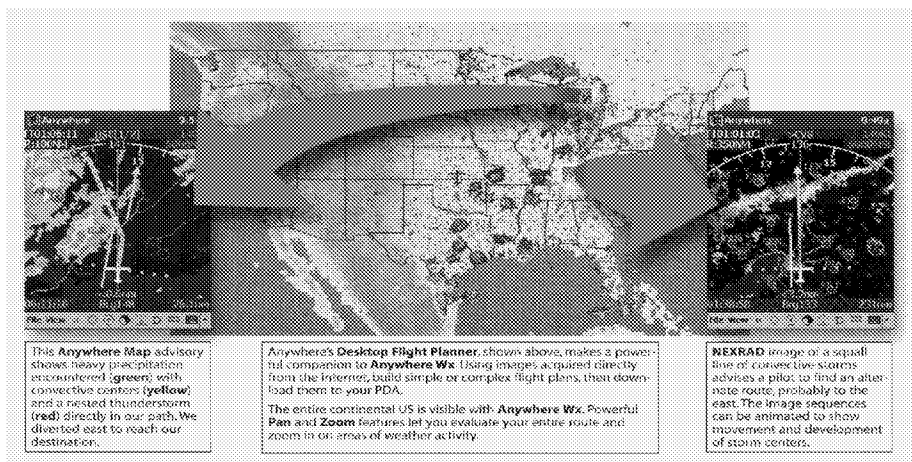 Anywhere
This Anywhere Map advisory
shows heavy precipitation
encountered (green) with
convective centers (yellow)
and a nested thunderstorm
(red) directly in our path. We
diverted east to reach our
destination.
Anywhere's Desktop Flight Planner, shown above, makes a power-
ful companion to Anywhere Wx. Using images acquired directly
from the Internet, build simple or complex flight plans, then down-
load them to your PDA.
The entire continental US is visible with Anywhere Wx. Powerful
Pan and Zoom features let you evaluate your entire route and
zoom in on areas of weather activity.
Anywhere
R:350NM
File View
NEXRAD image of a squall
line of convective storms
advises a pilot to find an alter-
nate route, probably to the
east. The image sequences
can be animated to show
movement and development
of storm centers.